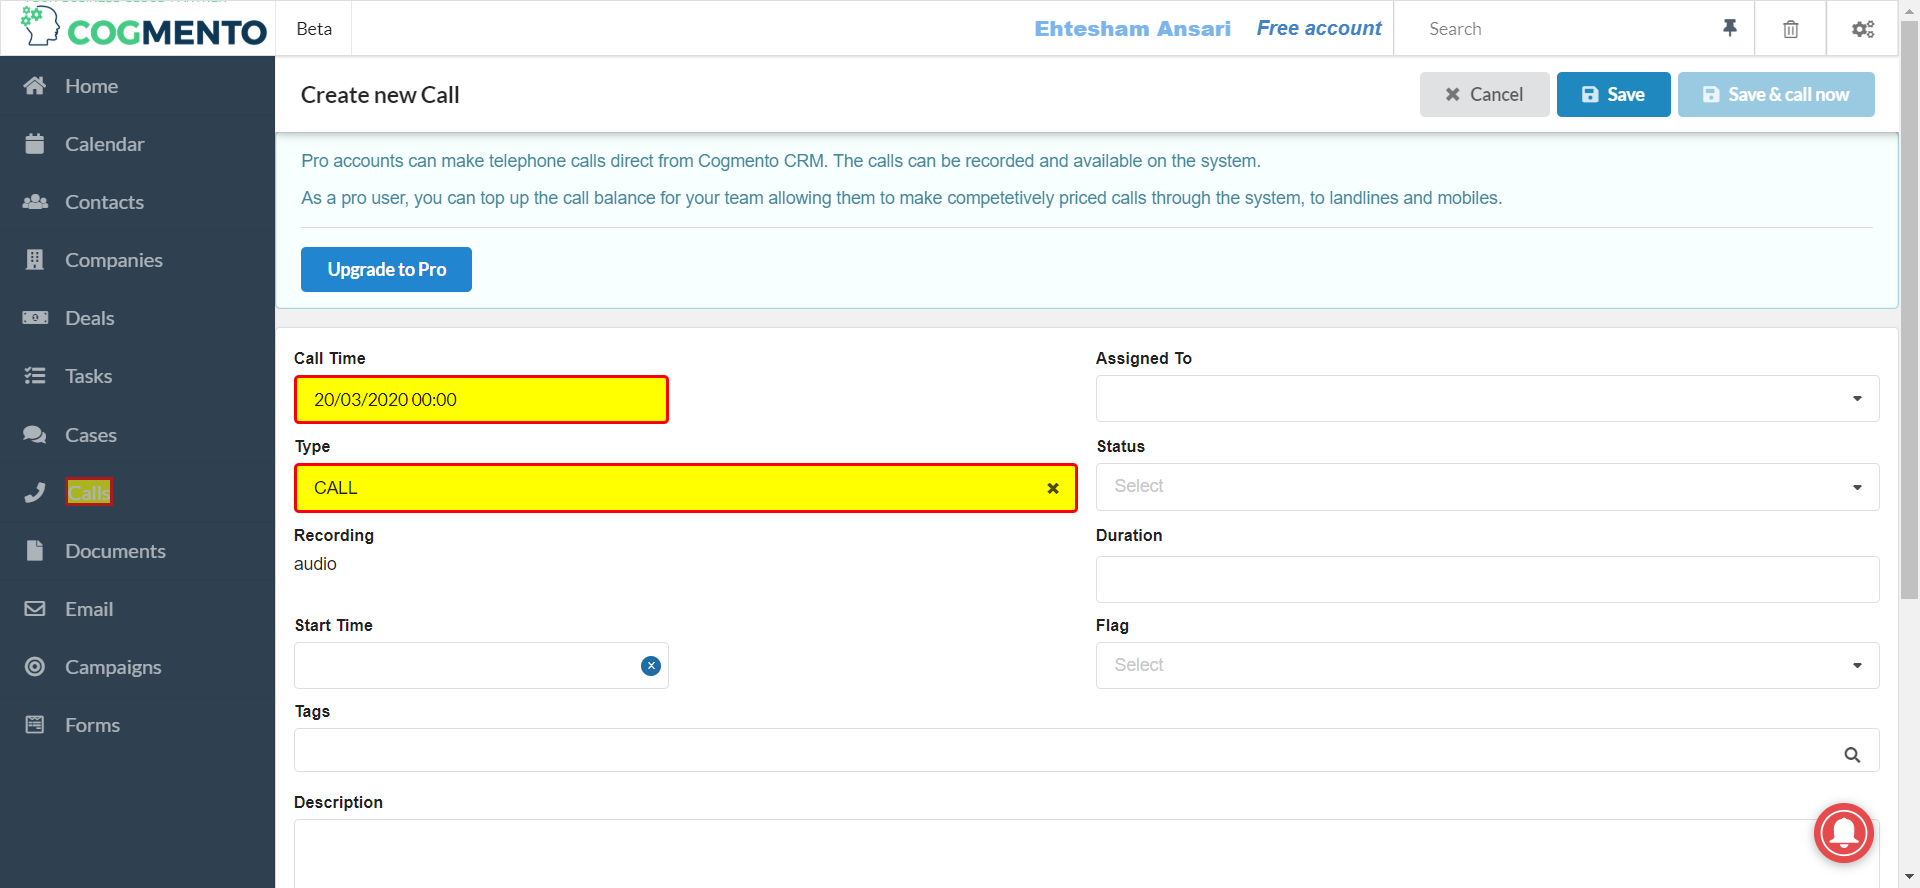 COGMENTO
Beta
Ehtesham Ansari
Free account
Search
Home
Calendar
Contacts
Companies
Deals
Tasks
Cases
Calls
Documents
Email
Campaigns
Forms
Create new Call
Cancel
Save
Save & call now
Pro accounts can make telephone calls direct from Cogmento CRM. The calls can be recorded and available on the system.
As a pro user, you can top up the call balance for your team allowing them to make competetively priced calls through the system, to landlines and mobiles.
Upgrade to Pro
Call Time
20/03/2020 00:00
Assigned To
Type
CALL
Status
Select
Recording
audio
Duration
Start Time
Flag
Select
Tags
Description